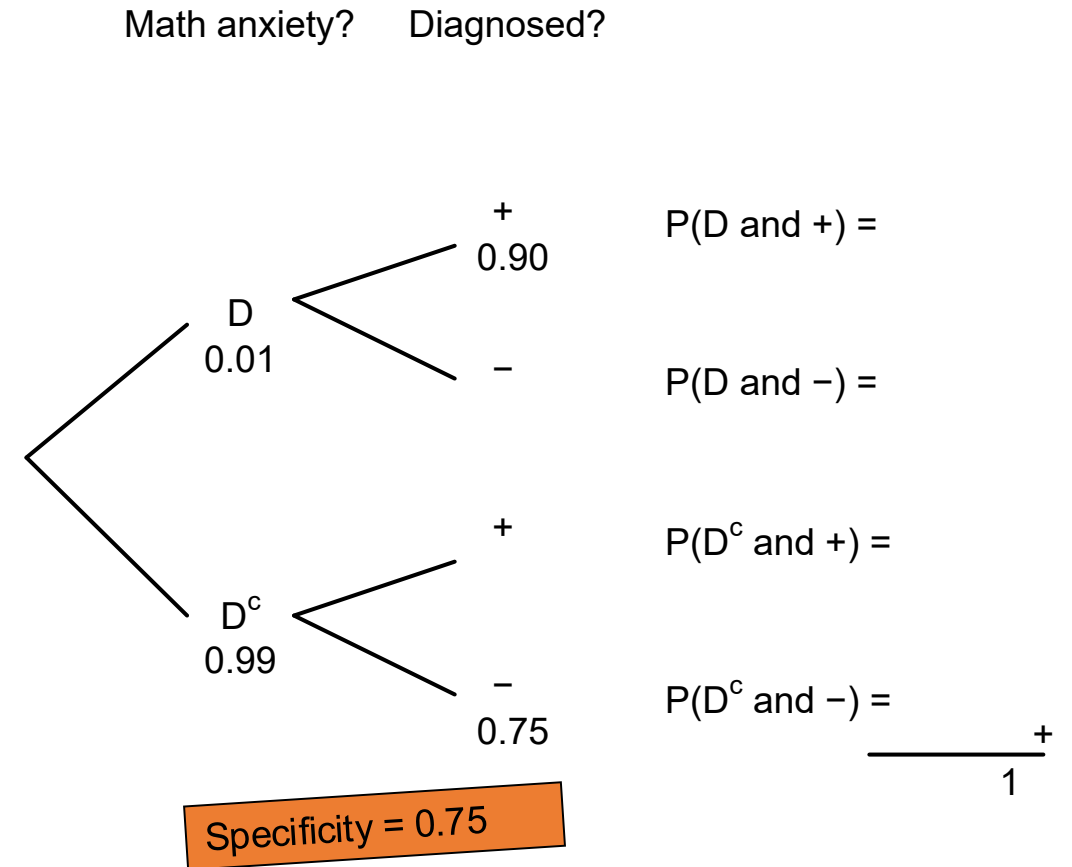 Math anxiety? Diagnosed?
+
0.90
P(D and +) =
D
0.01
−
P(D and −) =
+
P(Dᶜ and +) =
Dᶜ
0.99
−
0.75
P(Dᶜ and −) =
+
1
Specificity = 0.75